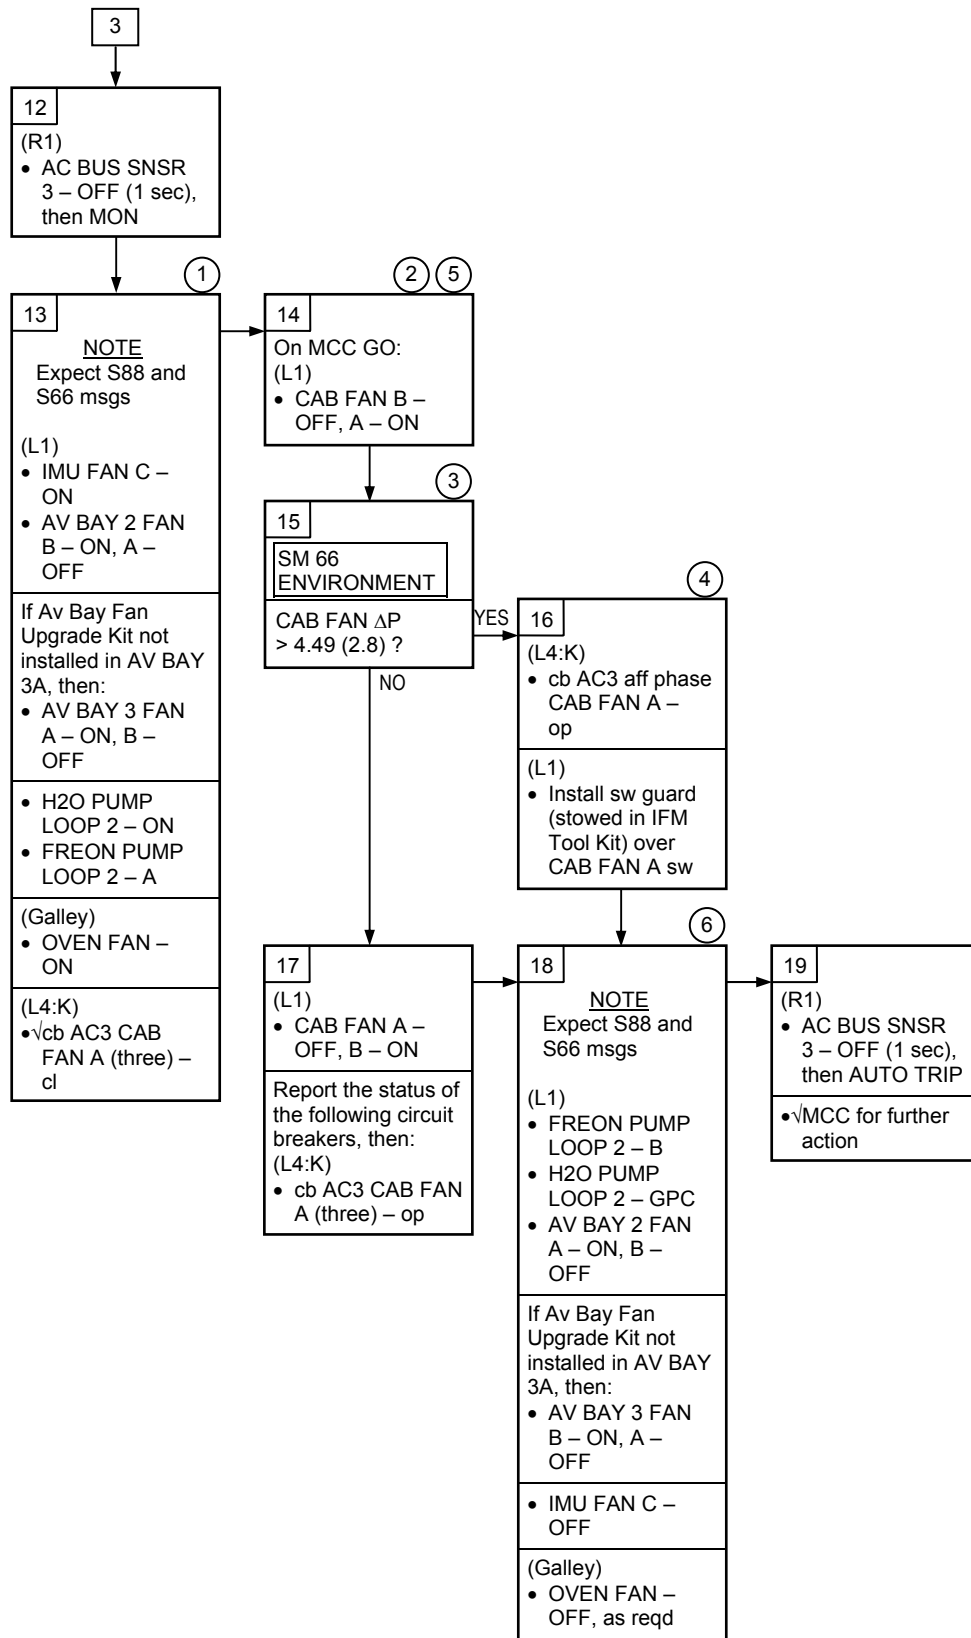 3
12
(R1)
• AC BUS SNSR
3 – OFF (1 sec),
then MON
1
13
NOTE
Expect S88 and
S66 msgs
(L1)
• IMU FAN C –
ON
• AV BAY 2 FAN
B – ON, A –
OFF
If Av Bay Fan
Upgrade Kit not
installed in AV BAY
3A, then:
• AV BAY 3 FAN
A – ON, B –
OFF
• H2O PUMP
LOOP 2 – ON
• FREON PUMP
LOOP 2 – A
(Galley)
• OVEN FAN –
ON
(L4:K)
•√cb AC3 CAB
FAN A (three) –
cl
2 5
14
On MCC GO:
(L1)
• CAB FAN B –
OFF, A – ON
3
15
SM 66
ENVIRONMENT
CAB FAN ∆P
> 4.49 (2.8) ?
YES
NO
4
16
(L4:K)
• cb AC3 aff phase
CAB FAN A –
op
(L1)
• Install sw guard
(stowed in IFM
Tool Kit) over
CAB FAN A sw
17
(L1)
• CAB FAN A –
OFF, B – ON
Report the status of
the following circuit
breakers, then:
(L4:K)
• cb AC3 CAB FAN
A (three) – op
6
18
NOTE
Expect S88 and
S66 msgs
(L1)
• FREON PUMP
LOOP 2 – B
• H2O PUMP
LOOP 2 – GPC
• AV BAY 2 FAN
A – ON, B –
OFF
If Av Bay Fan
Upgrade Kit not
installed in AV BAY
3A, then:
• AV BAY 3 FAN
B – ON, A –
OFF
• IMU FAN C –
OFF
(Galley)
• OVEN FAN –
OFF, as reqd
19
(R1)
• AC BUS SNSR
3 – OFF (1 sec),
then AUTO TRIP
•√MCC for further
action